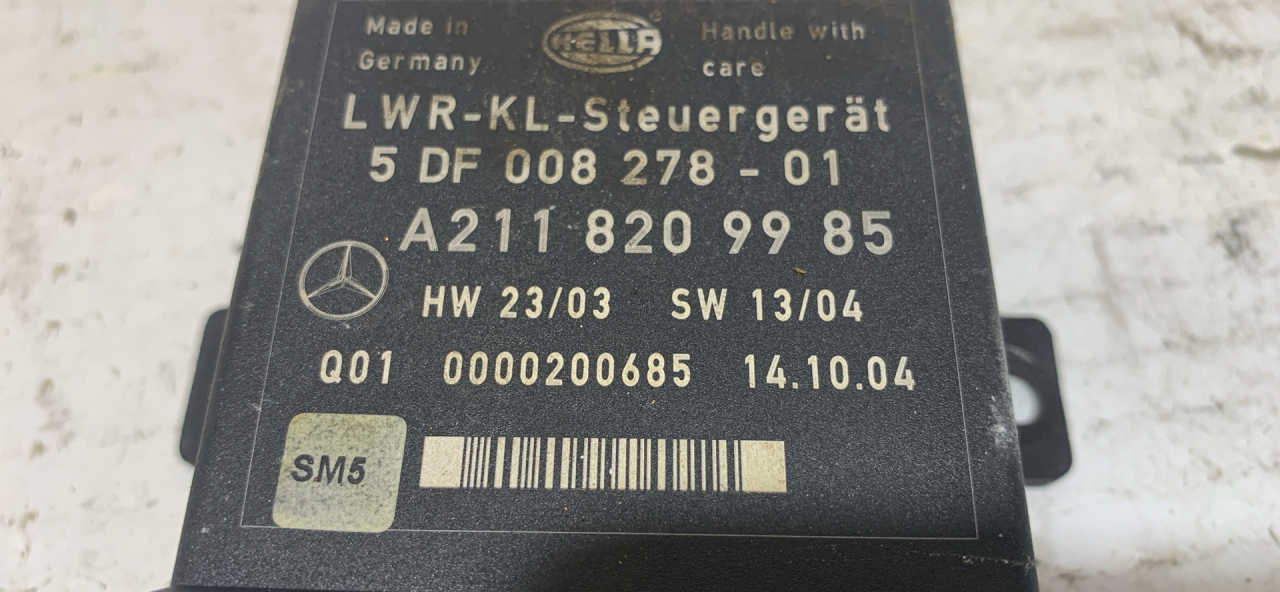 Made in
Germany
HELLA
Handle with
care
LWR-KL-Steuergerät
5 DF 008 278 - 01
A211 820 99 85
HW 23/03 SW 13/04
Q01 0000200685 14.10.04
SM5